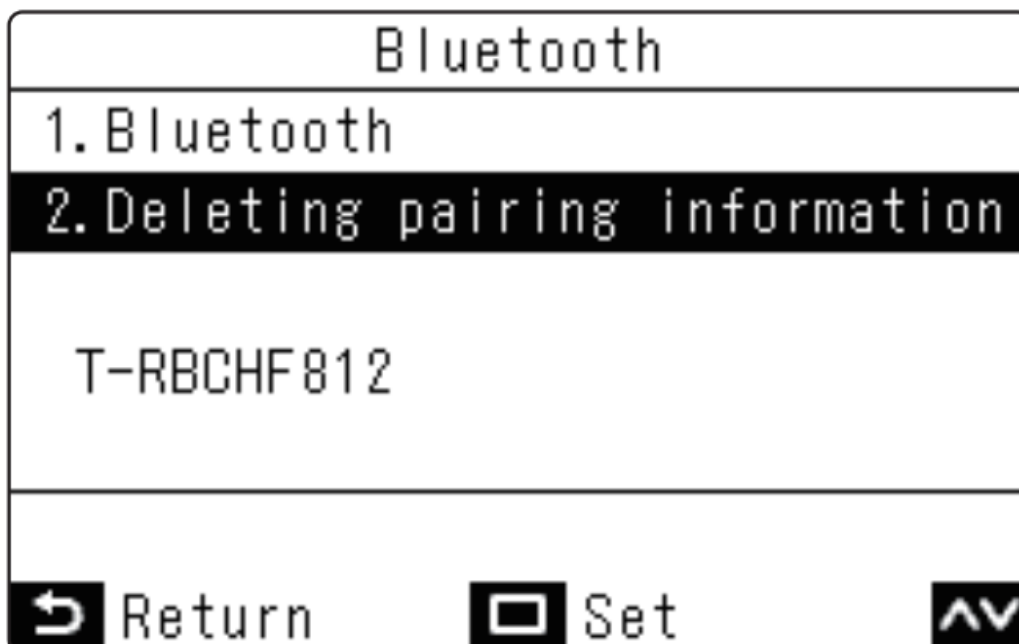 Bluetooth
1.Bluetooth
2.Deleting pairing information
T-RBCHF812
Return Set